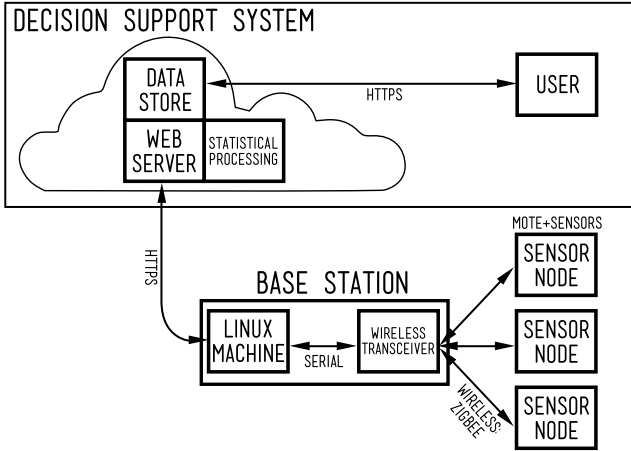 DECISION SUPPORT SYSTEM
DATA
STORE
HTTPS
USER
WEB
SERVER
STATISTICAL
PROCESSING
HTTPS
MOTE+SENSORS
SENSOR
NODE
BASE STATION
LINUX
MACHINE
SERIAL
WIRELESS
TRANSCEIVER
SENSOR
NODE
WIRELESS:
ZIGBEE
SENSOR
NODE